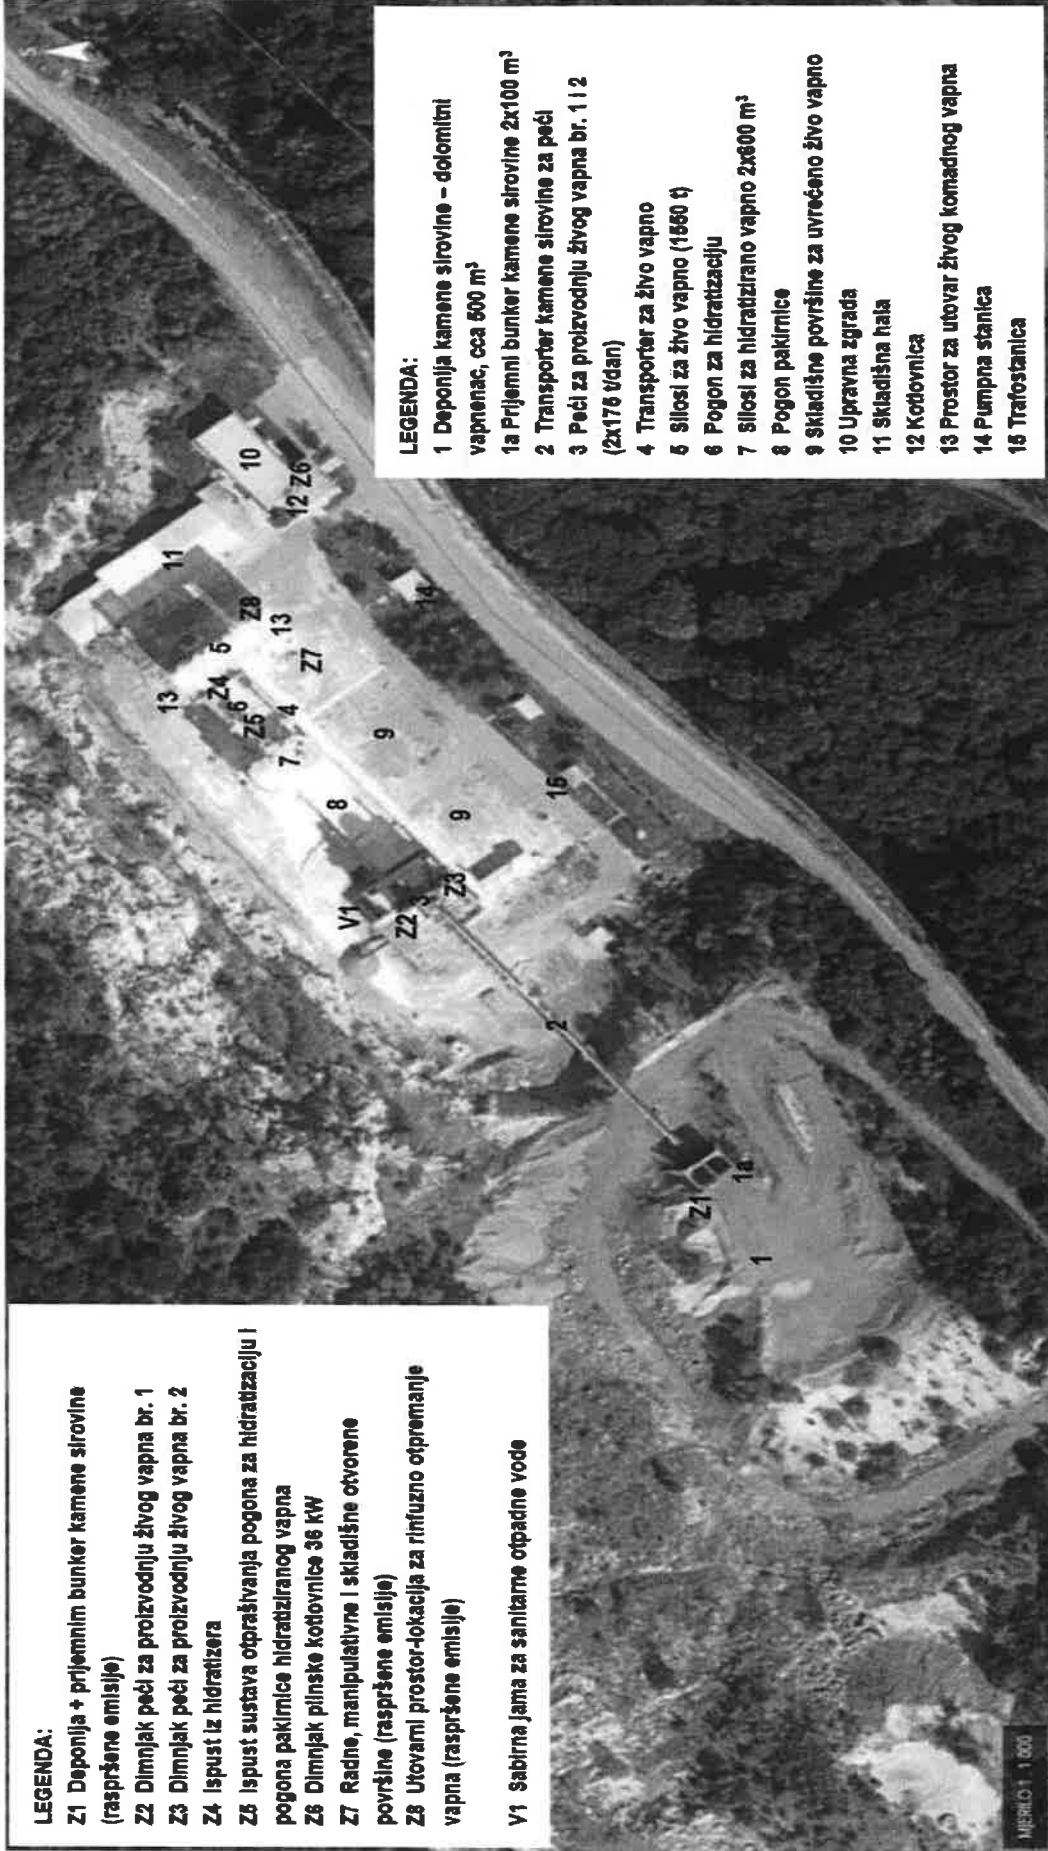 LEGENDA:
Z1 Deponija + prijemnim bunker kamene sirovine
(raspršene emisije)
Z2 Dimnjak peći za proizvodnju živog vapna br. 1
Z3 Dimnjak peći za proizvodnju živog vapna br. 2
Z4 Ispust iz hidratizera
Z5 Ispust sustava otprašivanja pogona za hidratizaciju i
pogona pakirnice hidratiziranog vapna
Z6 Dimnjak plinske kotlovnice 36 kW
Z7 Radne, manipulativne i skladišne otvorene
površine (raspršene emisije)
Z8 Utovarni prostor-lokacija za rinfuzno otpremanje
vapna (raspršene emisije)
V1 Sabirna jama za sanitarne otpadne vode
S
V1
Z2
3
Z3
8
7
9
9
13
Z4
6
Z5
4
5
Z8
13
Z7
11
10
12 Z6
14
15
2
Z1
1a
1
LEGENDA:
1 Deponija kamene sirovine – dolomitni
vapnenac, cca 600 m³
1a Prijemni bunker kamene sirovine 2x100 m³
2 Transporter kamene sirovine za peći
3 Peći za proizvodnju živog vapna br. 1 i 2
(2x175 t/dan)
4 Transporter za živo vapno
5 Silosi za živo vapno (1550 t)
6 Pogon za hidratizaciju
7 Silosi za hidratizirano vapno 2x600 m³
8 Pogon pakirnice
9 Skladišne površine za uvrećeno živo vapno
10 Upravna zgrada
11 Skladišna hala
12 Kotlovnica
13 Prostor za utovar živog komadnog vapna
14 Pumpna stanica
15 Trafostanica
MJERILO 1 : 1 000